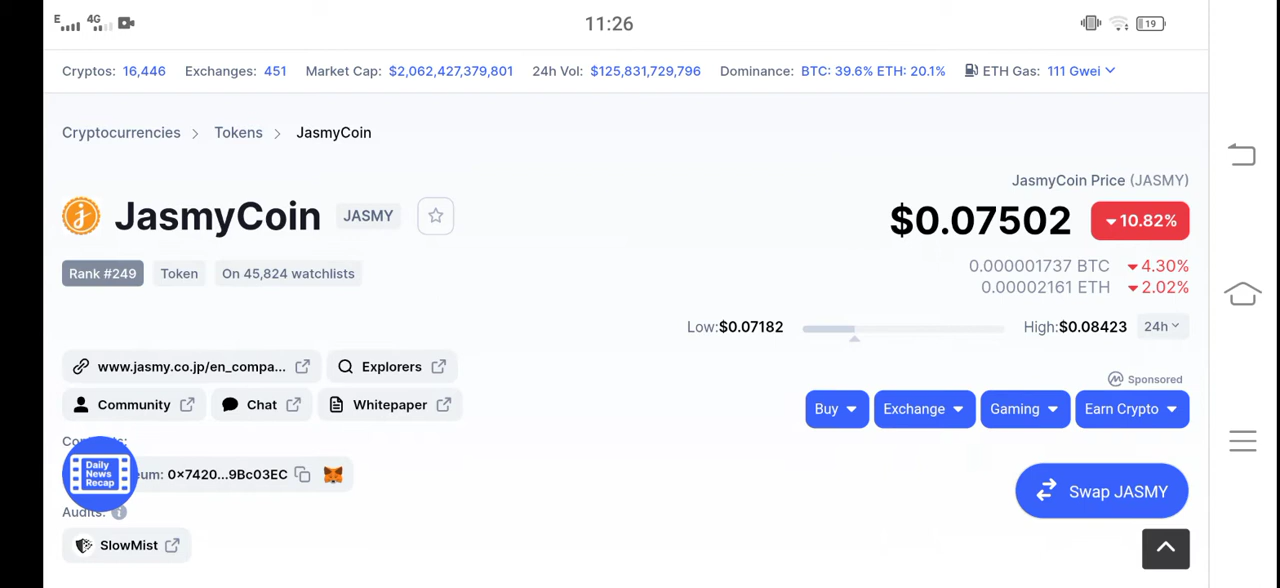 E 4G 11:26 19
Cryptos: 16,446 Exchanges: 451 Market Cap: $2,062,427,379,801 24h Vol: $125,831,729,796 Dominance: BTC: 39.6% ETH: 20.1% ETH Gas: 111 Gwei
Cryptocurrencies > Tokens > JasmyCoin
JasmyCoin Price (JASMY)
JasmyCoin JASMY $0.07502 10.82%
0.000001737 BTC 4.30%
Rank #249 Token On 45,824 watchlists
0.00002161 ETH 2.02%
Low:$0.07182 High:$0.08423 24h
www.jasmy.co.jp/en_compa... Explorers
Sponsored
Community Chat Whitepaper
Buy Exchange Gaming Earn Crypto
Daily
News
Recap
0x7420...9Bc03EC
Swap JASMY
Audits: i
SlowMist